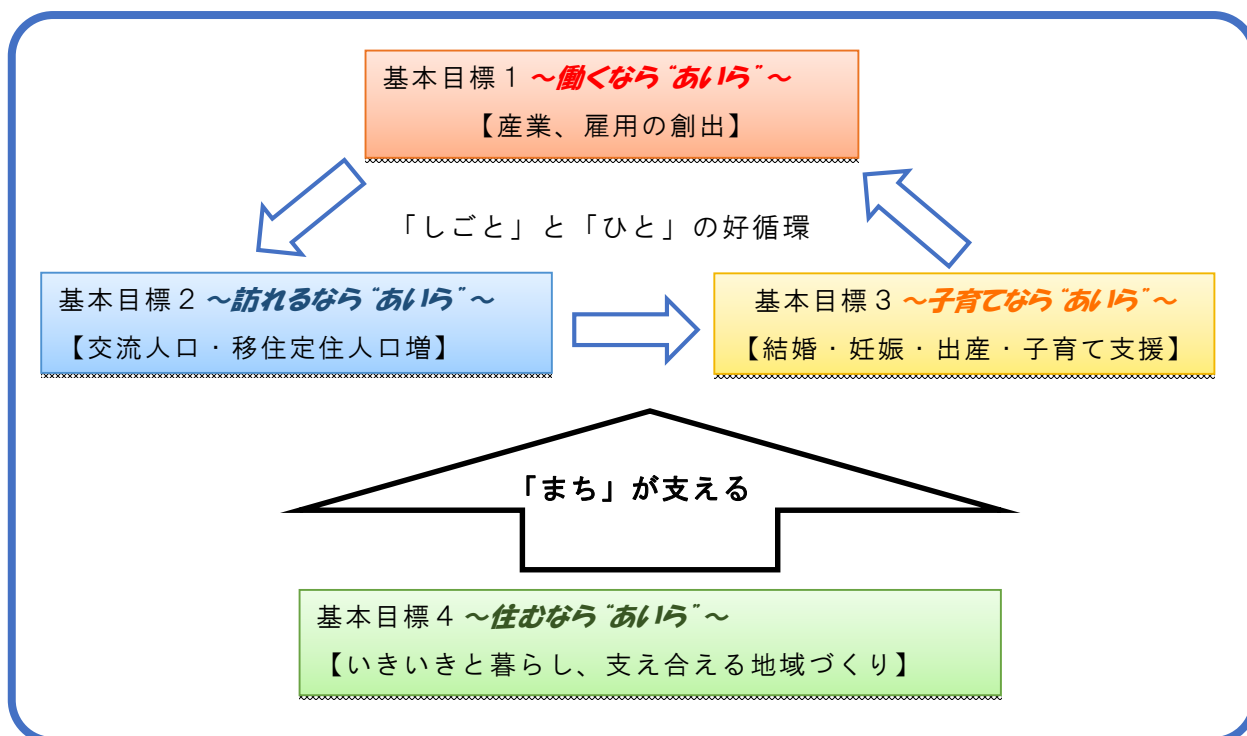 基本目標１～働くなら“あいら”～
【産業、雇用の創出】
「しごと」と「ひと」の好循環
基本目標２～訪れるなら“あいら”～
【交流人口・移住定住人口増】
基本目標３～子育てなら“あいら”～
【結婚・妊娠・出産・子育て支援】
「まち」が支える
基本目標４～住むなら“あいら”～
【いきいきと暮らし、支え合える地域づくり】